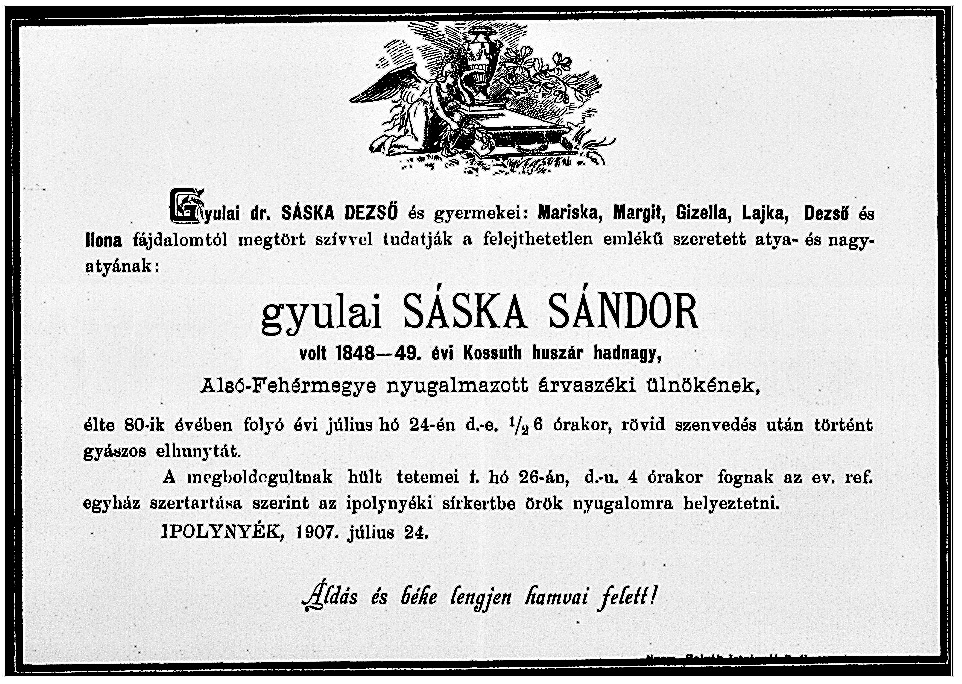 Gyulai dr. SÁSKA DEZSŐ és gyermekei: Mariska, Margit, Gizella, Lajka, Dezső és
Ilona fájdalomtól megtört szívvel tudatják a felejthetetlen emlékű szeretett atya- és nagy-
atyának:
gyulai SÁSKA SÁNDOR
volt 1848—49. évi Kossuth huszár hadnagy,
Alsó-Fehérmegye nyugalmazott árvaszéki ülnökének,
élte 80-ik évében folyó évi július hó 24-én d.-e. 1/2 6 órakor, rövid szenvedés után történt
gyászos elhunytát.
A megboldogultnak hült tetemei f. hó 26-án, d.-u. 4 órakor fognak az ev. ref.
egyház szertartása szerint az ipolynyéki sírkertbe örök nyugalomra helyeztetni.
IPOLYNYÉK, 1907. július 24.
Áldás és béke lengjen hamvai felett!